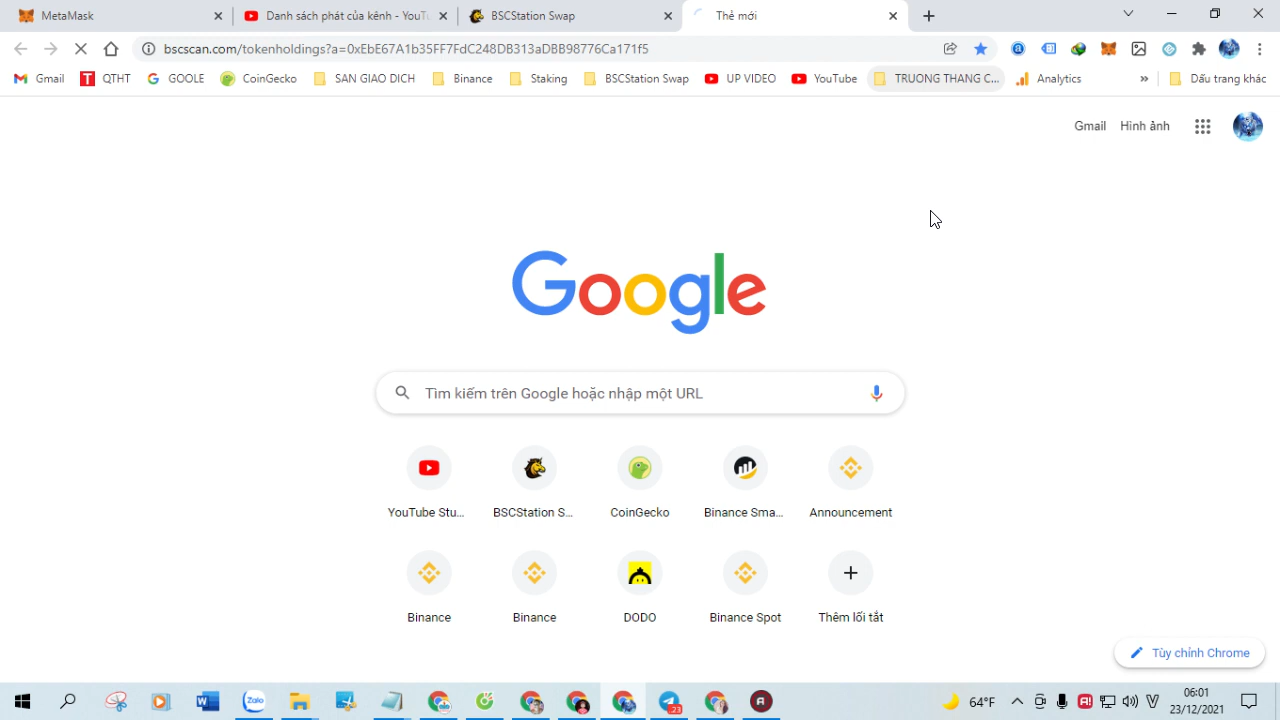 MetaMask
Danh sách phát của kênh - YouT
BSCStation Swap
Thẻ mới
bscscan.com/tokenholdings?a=0xEbE67A1b35FF7FdC248DB313aDBB98776Ca171f5
Gmail
QTHT
GOOLE
CoinGecko
SAN GIAO DICH
Binance
Staking
BSCStation Swap
UP VIDEO
YouTube
TRUONG THANG C...
Analytics
»
Dấu trang khác
Gmail
Hình ảnh
Google
Tìm kiếm trên Google hoặc nhập một URL
YouTube Stu...
BSCStation S...
CoinGecko
Binance Sma...
Announcement
Binance
Binance
DODO
Binance Spot
Thêm lối tắt
Tùy chỉnh Chrome
Zalo
23
64°F
06:01
23/12/2021